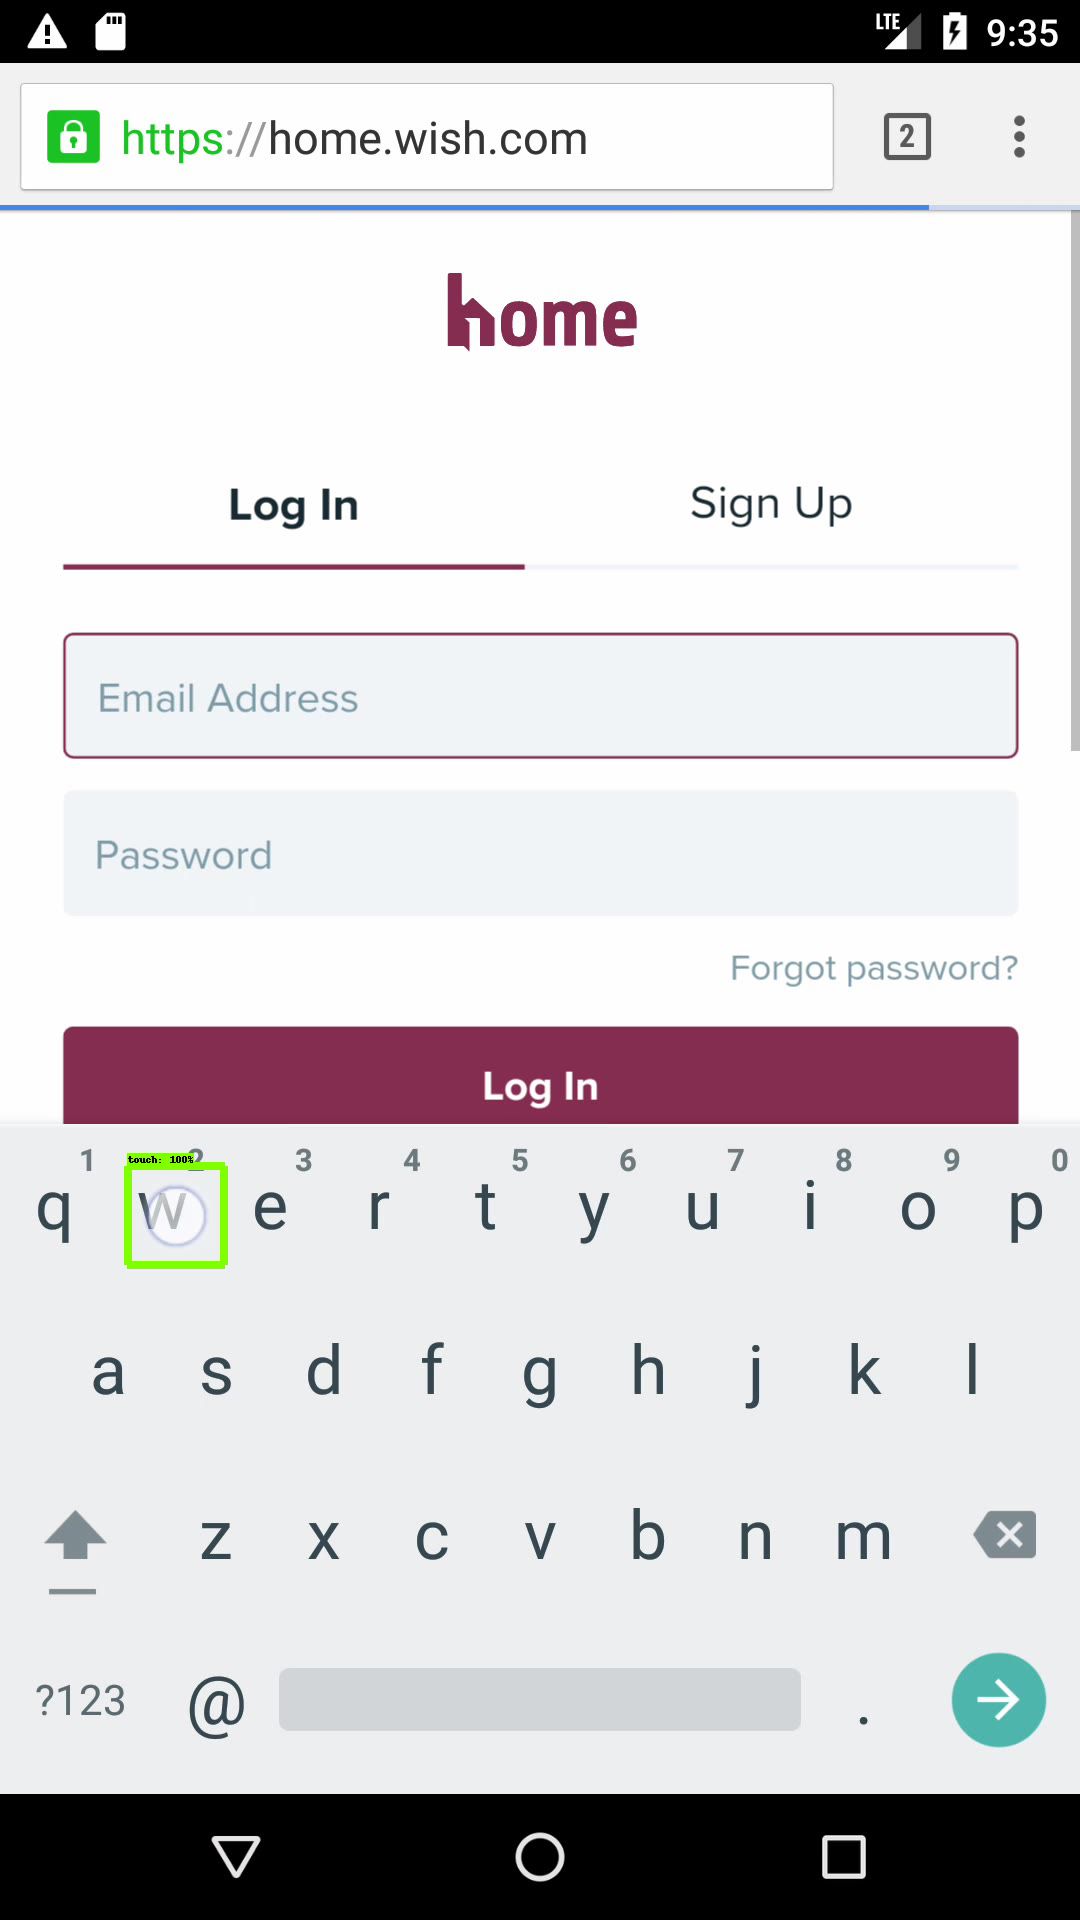 LTE 9:35
https://home.wish.com 2
home
Log In Sign Up
Email Address
Password
Forgot password?
Log In
1 2 3 4 5 6 7 8 9 0
touch: 100%
q w e r t y u i o p
a s d f g h j k l
z x c v b n m
?123 @ .